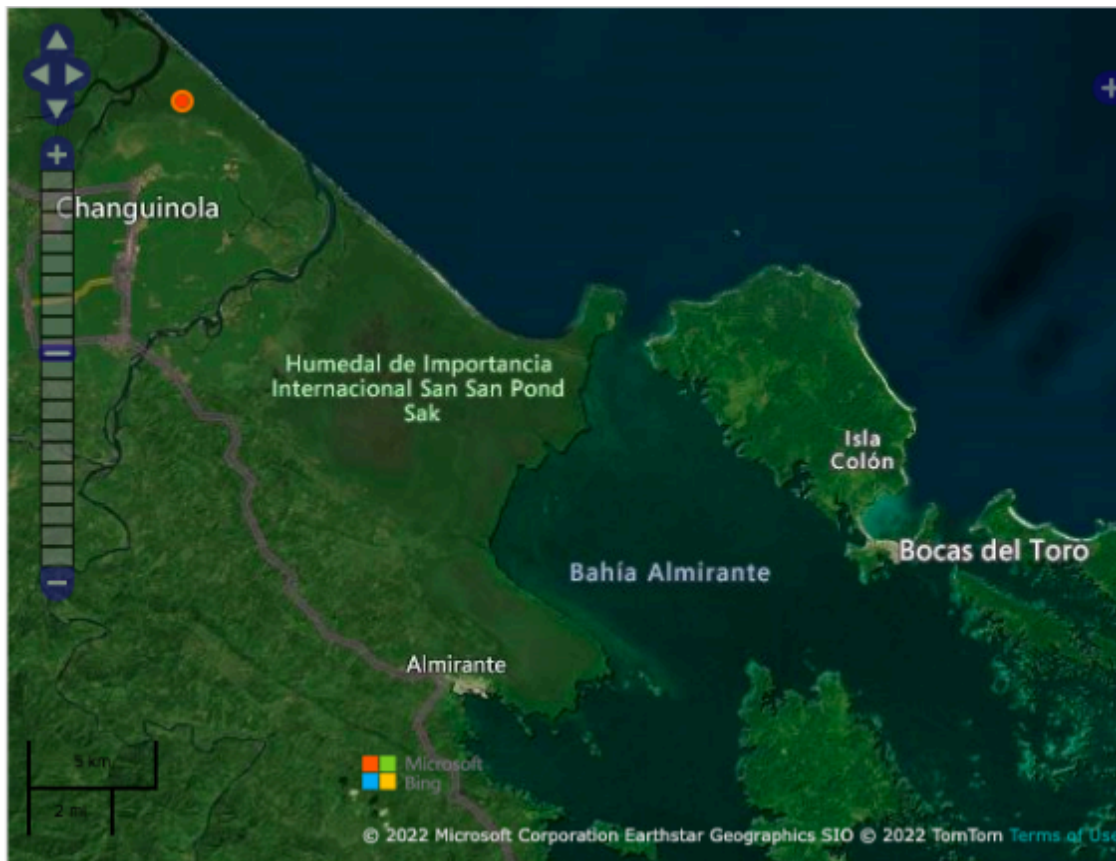 Changuinola
Humedal de Importancia
Internacional San San Pond
Sak
Isla
Colón
Bocas del Toro
Bahía Almirante
Almirante
5 km
2 mi
Microsoft
Bing
© 2022 Microsoft Corporation Earthstar Geographics SIO © 2022 TomTom Terms of Use